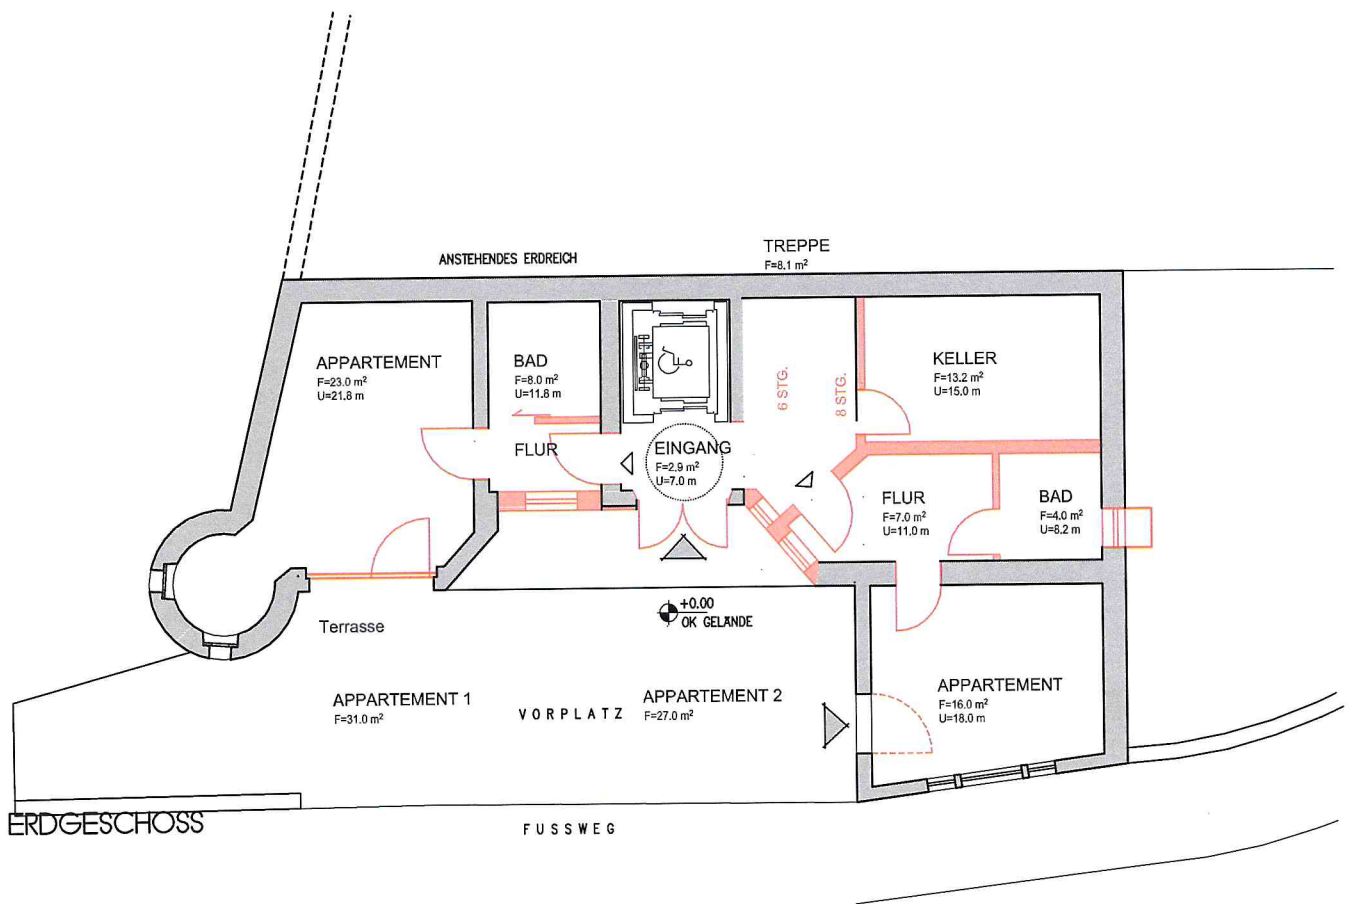 TREPPE
F=8.1 m²
ANSTEHENDES ERDREICH
APPARTEMENT
F=23.0 m²
U=21.8 m
BAD
F=8.0 m²
U=11.8 m
FLUR
EINGANG
F=2.9 m²
U=7.0 m
6 STG.
8 STG.
KELLER
F=13.2 m²
U=15.0 m
FLUR
F=7.0 m²
U=11.0 m
BAD
F=4.0 m²
U=8.2 m
+0.00
OK GELÄNDE
Terrasse
APPARTEMENT 1
F=31.0 m²
VORPLATZ
APPARTEMENT 2
F=27.0 m²
APPARTEMENT
F=16.0 m²
U=18.0 m
ERDGESCHOSS
FUSSWEG